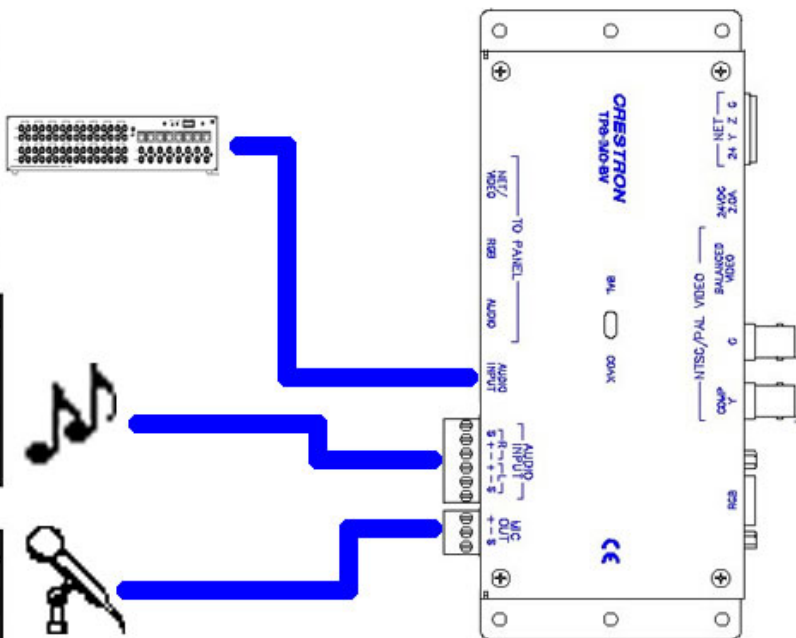 CRESTRON
TPS-IMO-BV
NET/
VIDEO
RGB
AUDIO
TO PANEL
AUDIO
INPUT
AUDIO
INPUT
R
L
S + - + - S
MIC
OUT
+ - S
BAL
COAX
NET
24 Y Z G
24VDC
2.0A
BALANCED
VIDEO
NTSC/PAL VIDEO
C
COMP
Y
RGB
CE